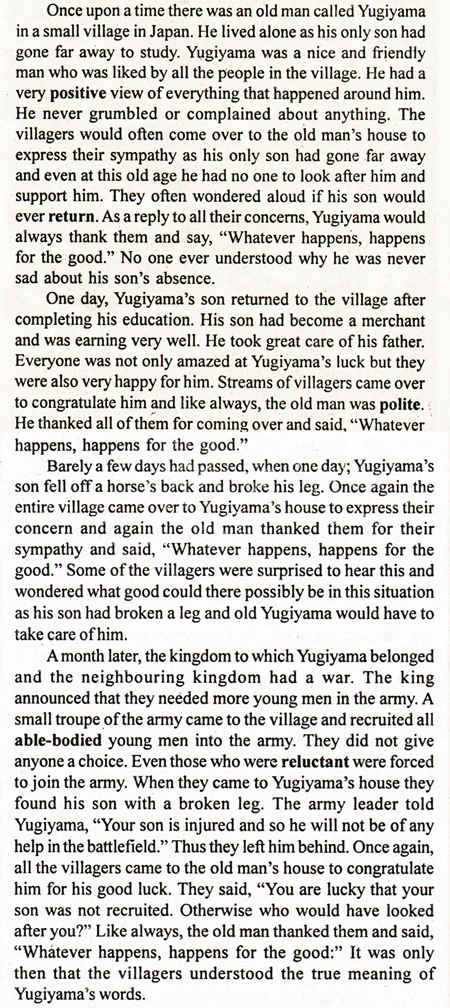 Once upon a time there was an old man called Yugiyama
in a small village in Japan. He lived alone as his only son had
gone far away to study. Yugiyama was a nice and friendly
man who was liked by all the people in the village. He had a
very positive view of everything that happened around him.
He never grumbled or complained about anything. The
villagers would often come over to the old man's house to
express their sympathy as his only son had gone far away
and even at this old age he had no one to look after him and
support him. They often wondered aloud if his son would
ever return. As a reply to all their concerns, Yugiyama would
always thank them and say, “Whatever happens, happens
for the good.” No one ever understood why he was never
sad about his son's absence.
One day, Yugiyama's son returned to the village after
completing his education. His son had become a merchant
and was earning very well. He took great care of his father.
Everyone was not only amazed at Yugiyama's luck but they
were also very happy for him. Streams of villagers came over
to congratulate him and like always, the old man was polite.
He thanked all of them for coming over and said, “Whatever
happens, happens for the good.”
Barely a few days had passed, when one day; Yugiyama's
son fell off a horse's back and broke his leg. Once again the
entire village came over to Yugiyama's house to express their
concern and again the old man thanked them for their
sympathy and said, “Whatever happens, happens for the
good.” Some of the villagers were surprised to hear this and
wondered what good could there possibly be in this situation
as his son had broken a leg and old Yugiyama would have to
take care of him.
A month later, the kingdom to which Yugiyama belonged
and the neighbouring kingdom had a war. The king
announced that they needed more young men in the army. A
small troupe of the army came to the village and recruited all
able-bodied young men into the army. They did not give
anyone a choice. Even those who were reluctant were forced
to join the army. When they came to Yugiyama's house they
found his son with a broken leg. The army leader told
Yugiyama, “Your son is injured and so he will not be of any
help in the battlefield.” Thus they left him behind. Once again,
all the villagers came to the old man's house to congratulate
him for his good luck. They said, “You are lucky that your
son was not recruited. Otherwise who would have looked
after you?” Like always, the old man thanked them and said,
“Whatever happens, happens for the good:” It was only
then that the villagers understood the true meaning of
Yugiyama's words.